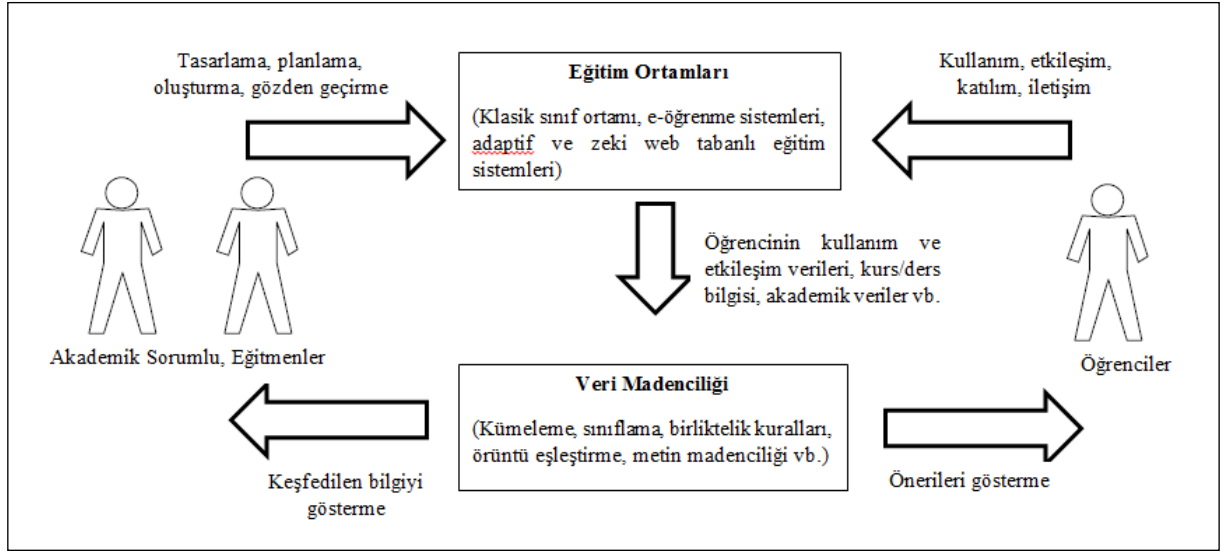 Tasarlama, planlama,
oluşturma, gözden geçirme
Eğitim Ortamları
(Klasik sınıf ortamı, e-öğrenme sistemleri,
adaptif ve zeki web tabanlı eğitim
sistemleri)
Kullanım, etkileşim,
katılım, iletişim
Öğrencinin kullanım ve
etkileşim verileri, kurs/ders
bilgisi, akademik veriler vb.
Akademik Sorumlu, Eğitmenler
Öğrenciler
Veri Madenciliği
(Kümeleme, sınıflama, birliktelik kuralları,
örüntü eşleştirme, metin madenciliği vb.)
Keşfedilen bilgiyi
gösterme
Önerileri gösterme